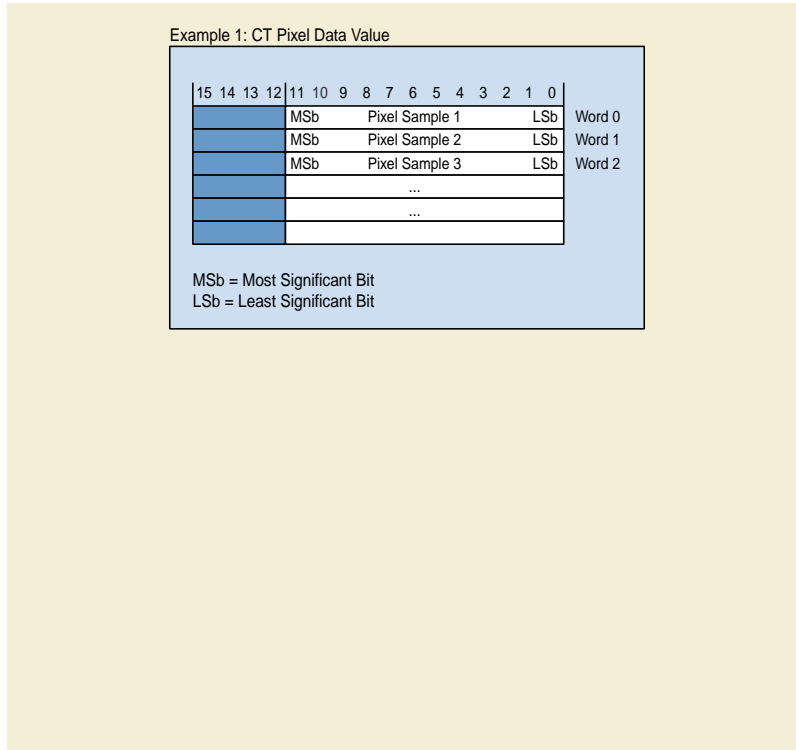 Example 1: CT Pixel Data Value
15 14 13 12 11 10 9 8 7 6 5 4 3 2 1 0
MSb Pixel Sample 1 LSb Word 0
MSb Pixel Sample 2 LSb Word 1
MSb Pixel Sample 3 LSb Word 2
...
...
MSb = Most Significant Bit
LSb = Least Significant Bit